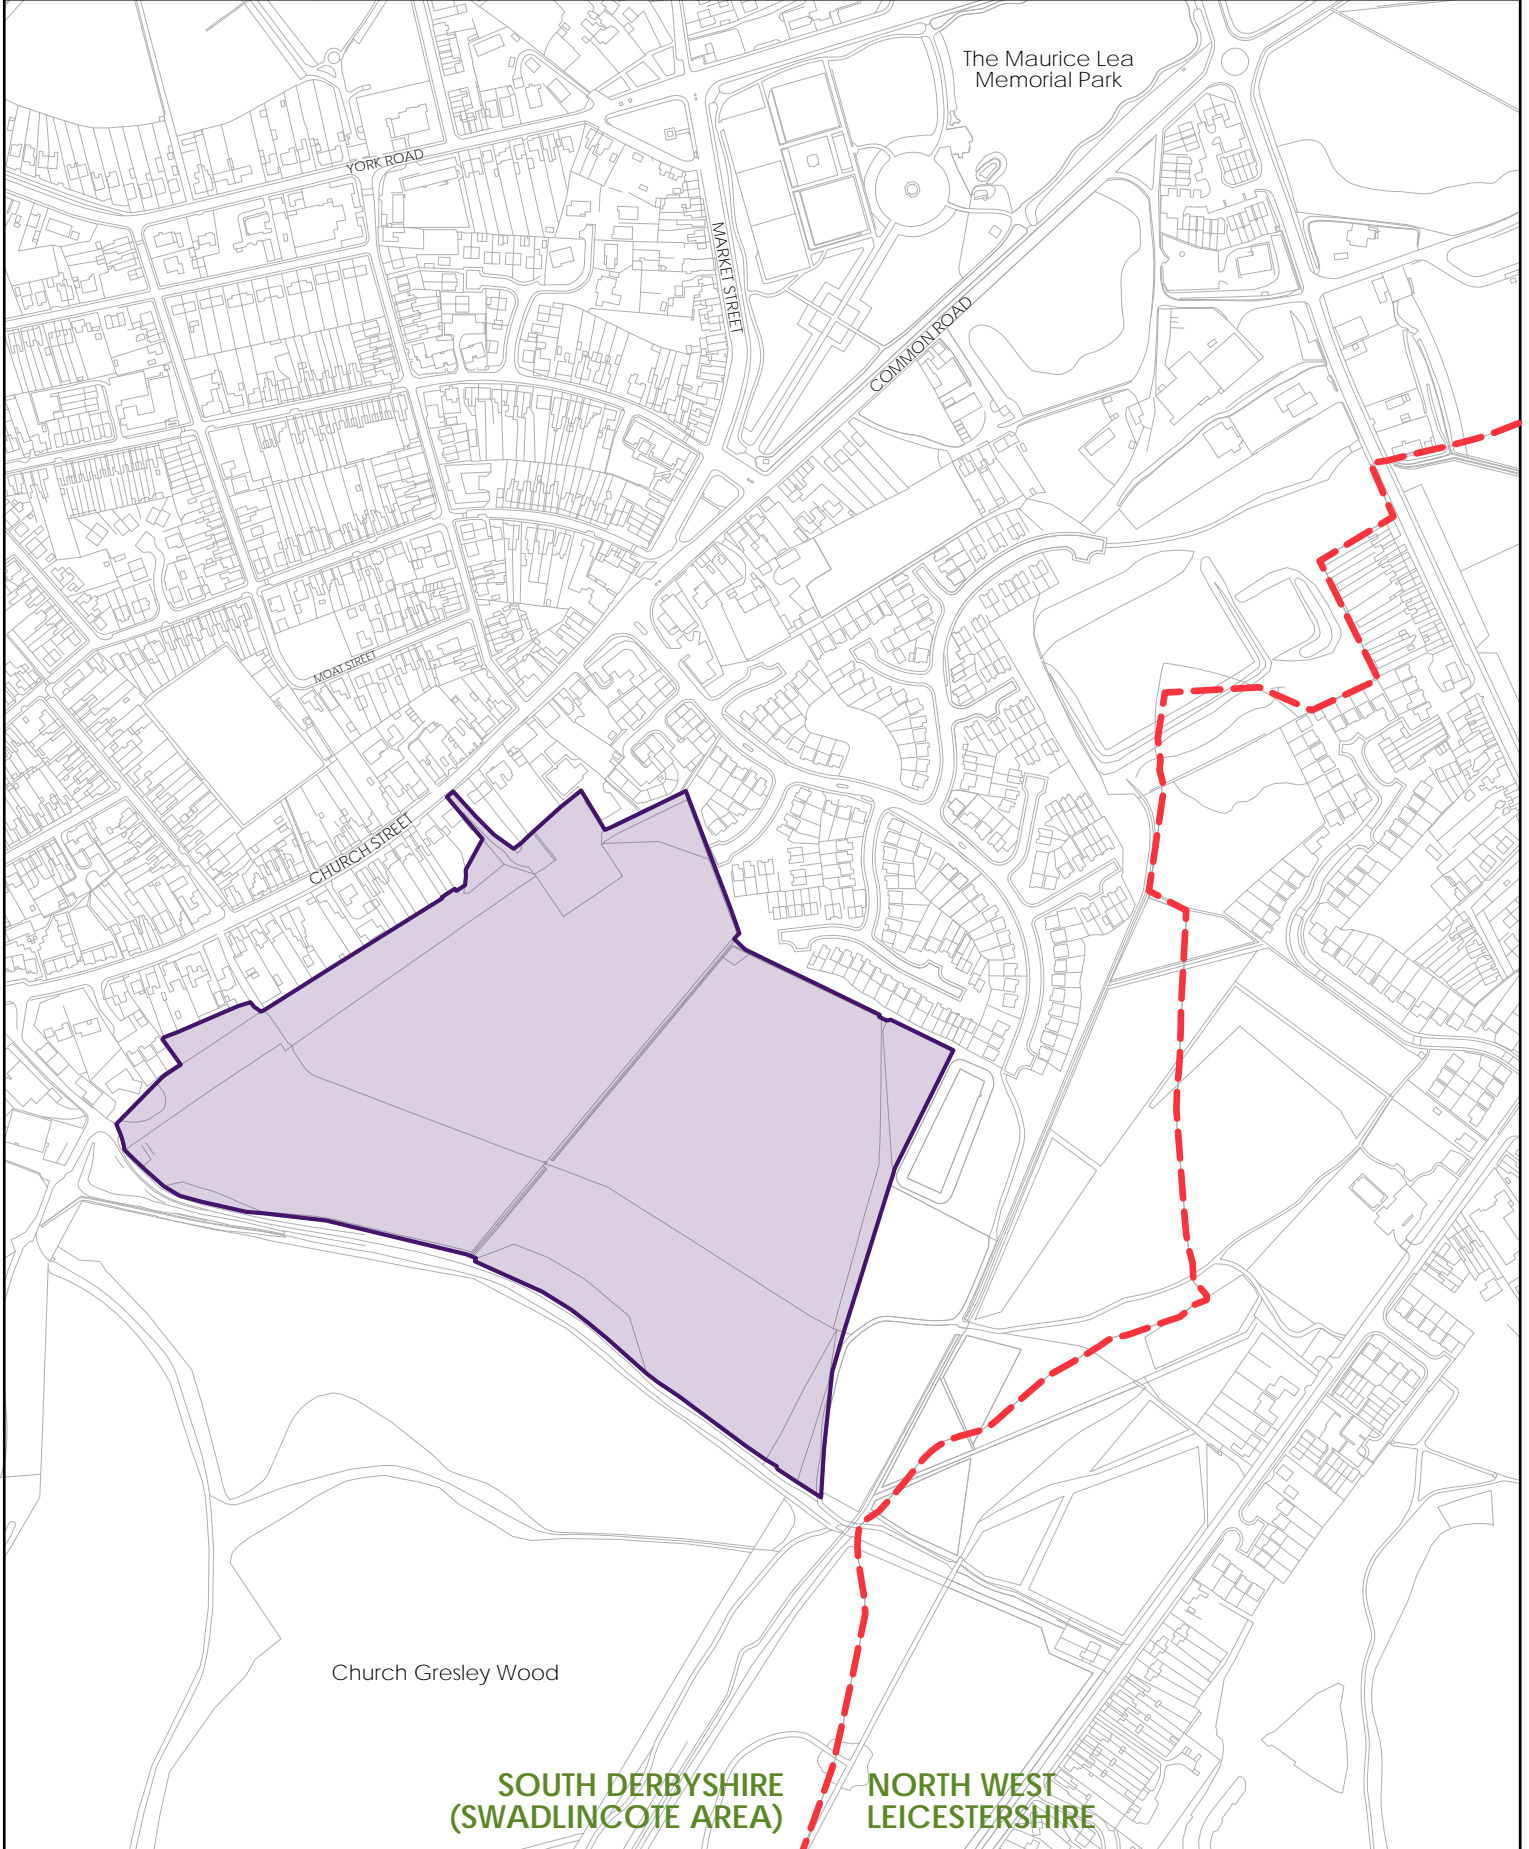 The Maurice Lea
Memorial Park
YORK ROAD
MARKET STREET
COMMON ROAD
MOAT STREET
CHURCH STREET
Church Gresley Wood
SOUTH DERBYSHIRE
(SWADLINCOTE AREA)
NORTH WEST
LEICESTERSHIRE